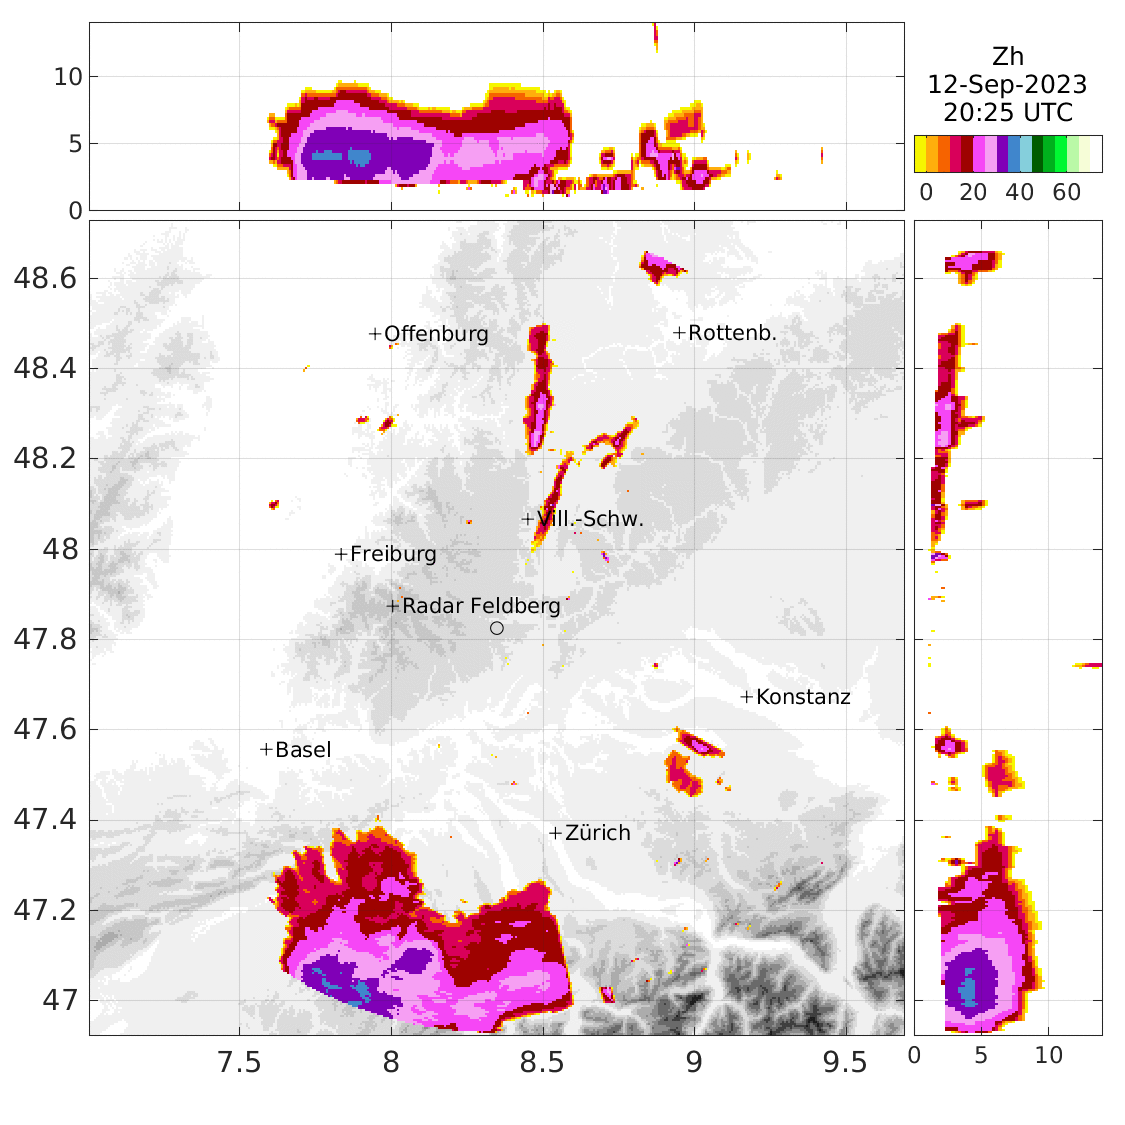 10
5
0
Zh
12-Sep-2023
20:25 UTC
0 20 40 60
48.6
48.4
48.2
48
47.8
47.6
47.4
47.2
47
Offenburg
Rottenb.
Vill.-Schw.
Freiburg
Radar Feldberg
Konstanz
Basel
Zürich
7.5 8 8.5 9 9.5
0 5 10